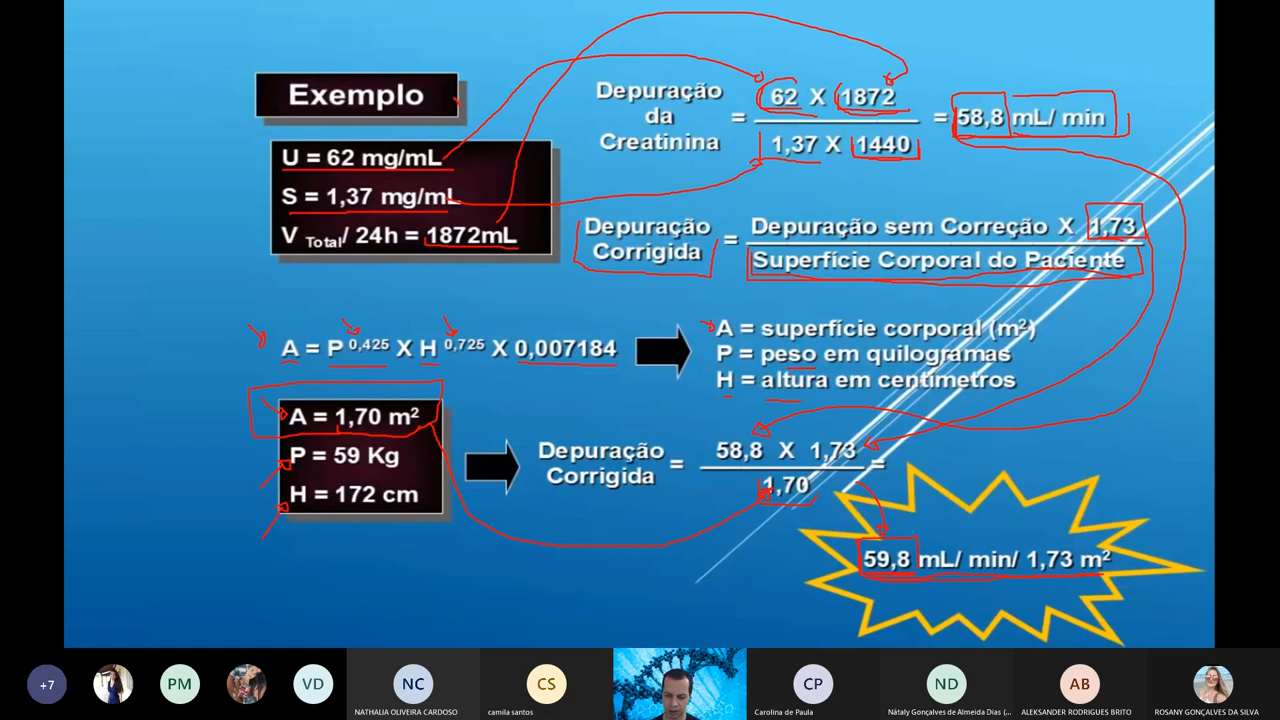 Exemplo
U = 62 mg/mL
S = 1,37 mg/mL
V Total/ 24h = 1872mL
Depuração da Creatinina = 62 X 1872 = 58,8 mL/ min
1,37 X 1440
Depuração Corrigida = Depuração sem Correção X 1,73
Superfície Corporal do Paciente
A = P 0,425 X H 0,725 X 0,007184
A = superfície corporal (m²)
P = peso em quilogramas
H = altura em centímetros
A = 1,70 m²
P = 59 Kg
H = 172 cm
Depuração Corrigida = 58,8 X 1,73 =
1,70
59,8 mL/ min/ 1,73 m²
+7
PM
VD
NC
NATHALIA OLIVEIRA CARDOSO
CS
camila santos
CP
Carolina de Paula
ND
Nátaly Gonçalves de Almeida Dias (...
AB
ALEKSANDER RODRIGUES BRITO
ROSANY GONÇALVES DA SILVA